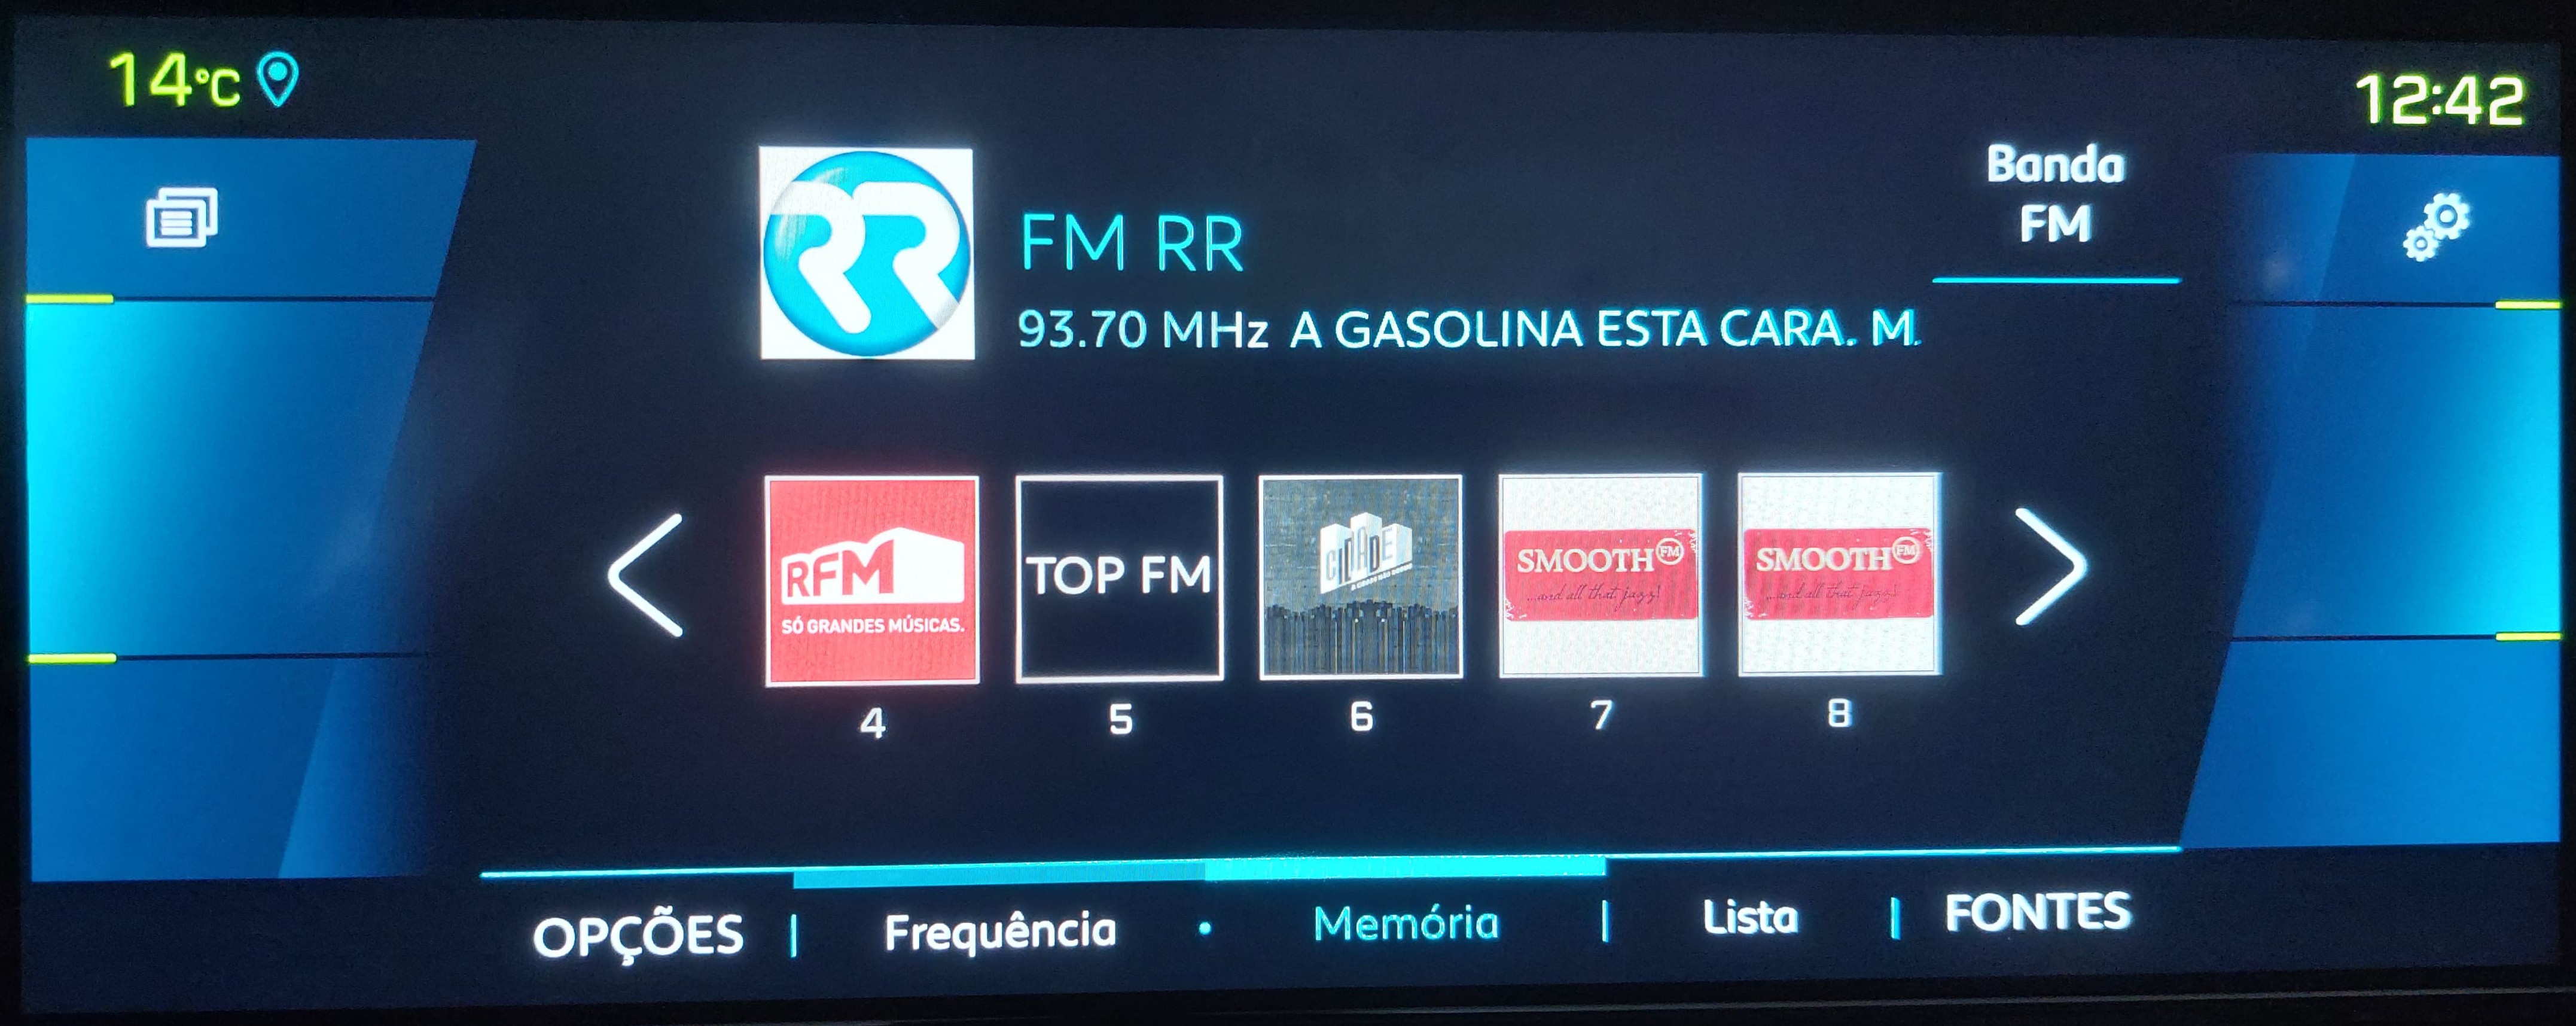 14°C
12:42
Banda
FM
RR
FM RR
93.70 MHz A GASOLINA ESTA CARA. M.
RFM
SÓ GRANDES MÚSICAS.
TOP FM
CIDADE
SMOOTH FM
...and all that jazz!
SMOOTH FM
...and all that jazz!
4
5
6
7
8
OPÇÕES | Frequência · Memória | Lista | FONTES